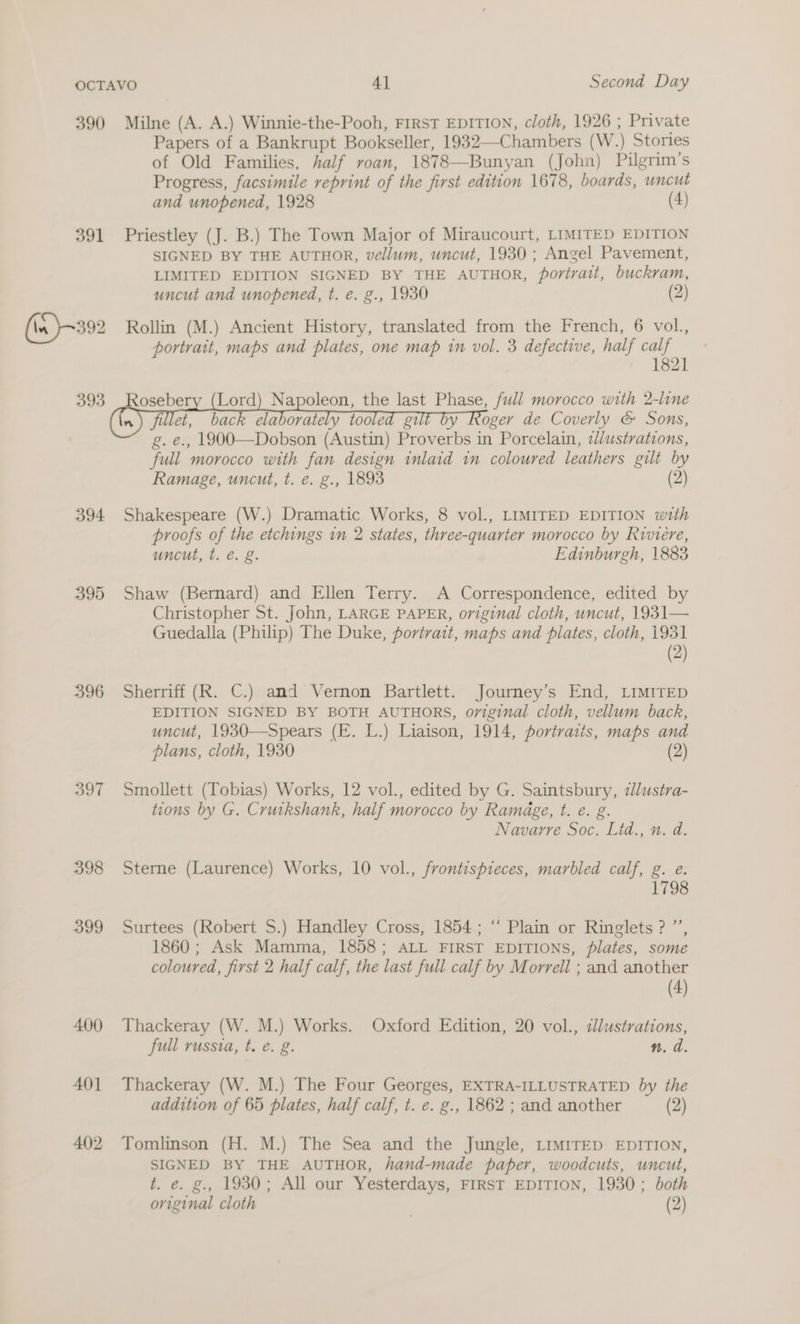 OCTAVO 41 Second Day
390 Milne (A. A.) Winnie-the-Pooh, FIRST EDITION, cloth, 1926 ; Private
Papers of a Bankrupt Bookseller, 1932—Chambers (W.) Stories
of Old Families, half roan, 1878—Bunyan (John) Pilgrim's
Progress, facsimile reprint of the first edition 1678, boards, uncut
and unopened, 1928 (4)
391 Priestley (J. B.) The Town Major of Miraucourt, LIMITED EDITION
SIGNED BY THE AUTHOR, vellum, uncut, 1930 ; Angel Pavement,
LIMITED EDITION SIGNED BY THE AUTHOR, portrait, buckram,
uncut and unopened, t. e. g., 1930 (2)
392 Rollin (M.) Ancient History, translated from the French, 6 vol.,
portrait, maps and plates, one map in vol. 3 defective, half calf
1821
393 Rosebery (Lord) Napoleon, the last Phase, full morocco with 2-line
fillet, back elaborately tooled gilt by Roger de Coverly & Sons,
g. e., 1900—Dobson (Austin) Proverbs in Porcelain, illustrations,
full morocco with fan design inlaid in coloured leathers gilt by
Ramage, uncut, t. e. g., 1893 (2)
394 Shakespeare (W.) Dramatic Works, 8 vol., LIMITED EDITION with
proofs of the etchings in 2 states, three-quarter morocco by Riviere,
uncut, t. e. g. Edinburgh, 1883
395 Shaw (Bernard) and Ellen Terry. A Correspondence, edited by
Christopher St. John, LARGE PAPER, original cloth, uncut, 1931—
Guedalla (Philip) The Duke, portrait, maps and plates, cloth, 1931
(2)
396 Sherriff (R. C.) and Vernon Bartlett. Journey's End, LIMITED
EDITION SIGNED BY BOTH AUTHORS, original cloth, vellum back,
uncut, 1930—Spears (E. L.) Liaison, 1914, portraits, maps and
plans, cloth, 1930 (2)
397 Smollett (Tobias) Works, 12 vol., edited by G. Saintsbury, illustra-
tions by G. Cruikshank, half morocco by Ramage, t. e. g.
Navarre Soc. Ltd., n. d.
398 Sterne (Laurence) Works, 10 vol., frontispieces, marbled calf, g. e.
1798
399 Surtees (Robert S.) Handley Cross, 1854 ; “ Plain or Ringlets ? ”,
1860 ; Ask Mamma, 1858 ; ALL FIRST EDITIONS, plates, some
coloured, first 2 half calf, the last full calf by Morrell ; and another
(4)
400 Thackeray (W. M.) Works. Oxford Edition, 20 vol., illustrations,
full russia, t. e. g. n. d.
401 Thackeray (W. M.) The Four Georges, EXTRA-ILLUSTRATED by the
addition of 65 plates, half calf, t. e. g., 1862 ; and another (2)
402 Tomlinson (H. M.) The Sea and the Jungle, LIMITED EDITION,
SIGNED BY THE AUTHOR, hand-made paper, woodcuts, uncut,
t. e. g., 1930 ; All our Yesterdays, FIRST EDITION, 1930 ; both
original cloth (2)